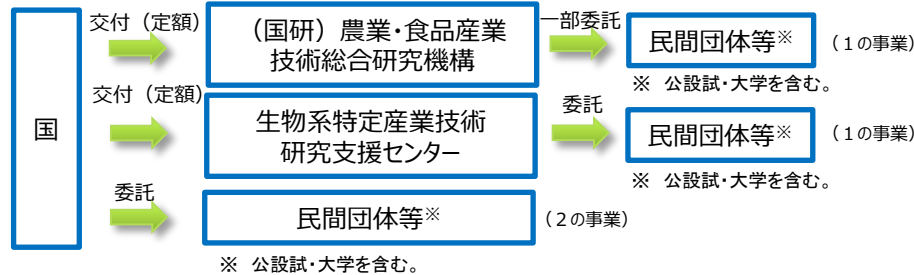 国
交付（定額）
（国研）農業・食品産業
技術総合研究機構
一部委託
民間団体等※
（１の事業）
※ 公設試・大学を含む。
交付（定額）
生物系特定産業技術
研究支援センター
委託
民間団体等※
（１の事業）
※ 公設試・大学を含む。
委託
民間団体等※
（２の事業）
※ 公設試・大学を含む。